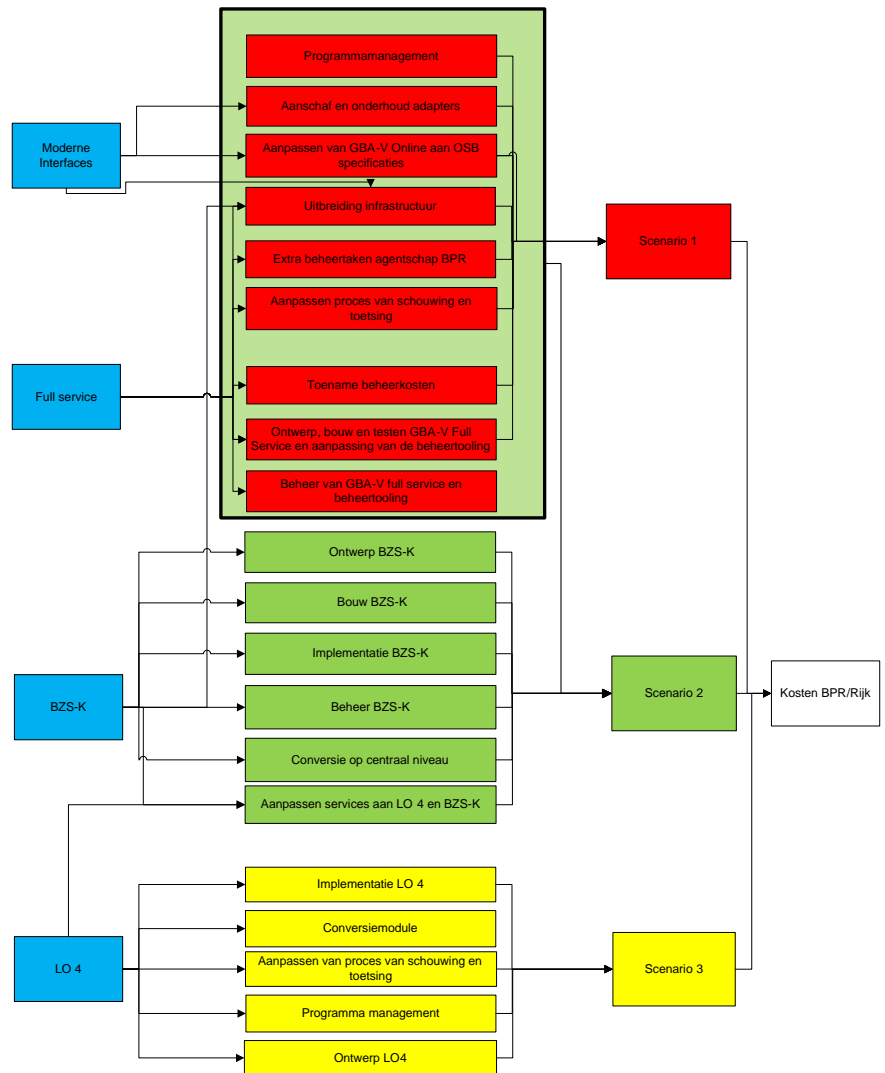 Programmamanagement
Aanschaf en onderhoud adapters
Moderne
Interfaces
Aanpassen van GBA-V Online aan OSB
specificaties
Uitbreiding infrastructuur
Scenario 1
Extra beheertaken agentschap BPR
Aanpassen proces van schouwing en
toetsing
Full service
Toename beheerkosten
Ontwerp, bouw en testen GBA-V Full
Service en aanpassing van de beheertooling
Beheer van GBA-V full service en
beheertooling
Ontwerp BZS-K
Bouw BZS-K
Implementatie BZS-K
BZS-K
Beheer BZS-K
Scenario 2
Kosten BPR/Rijk
Conversie op centraal niveau
Aanpassen services aan LO 4 en BZS-K
Implementatie LO 4
Conversiemodule
LO 4
Aanpassen van proces van schouwing en
toetsing
Scenario 3
Programma management
Ontwerp LO4